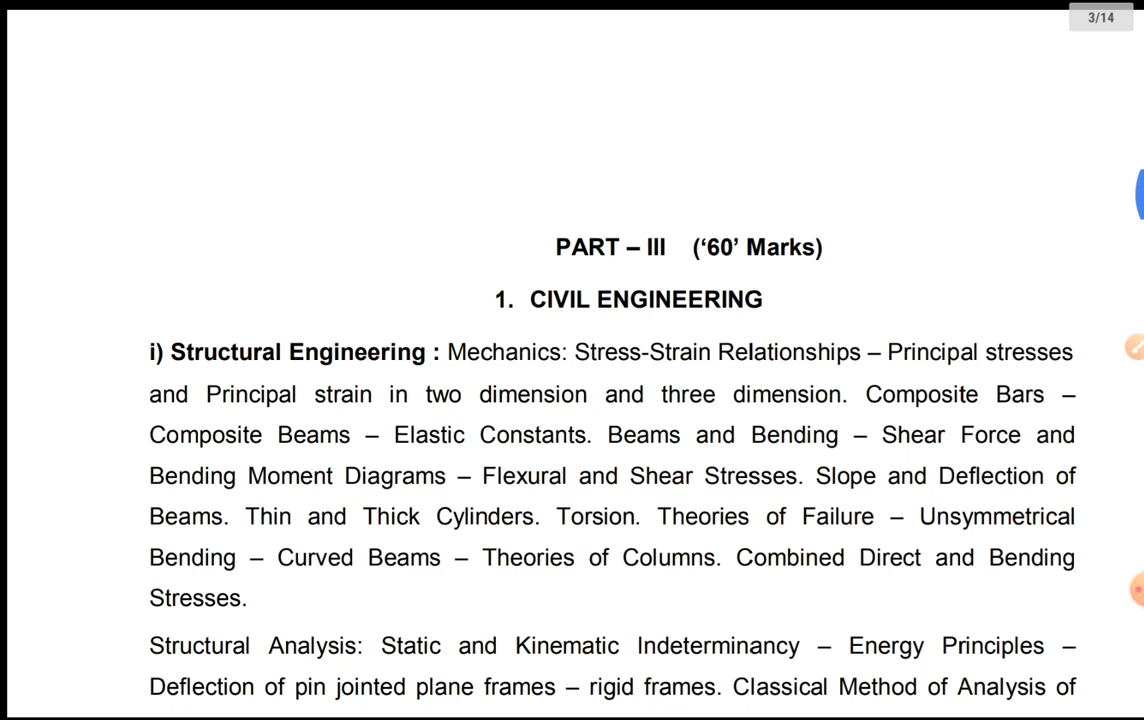 3/14
PART – III (‘60’ Marks)
1. CIVIL ENGINEERING
i) Structural Engineering : Mechanics: Stress-Strain Relationships – Principal stresses
and Principal strain in two dimension and three dimension. Composite Bars –
Composite Beams – Elastic Constants. Beams and Bending – Shear Force and
Bending Moment Diagrams – Flexural and Shear Stresses. Slope and Deflection of
Beams. Thin and Thick Cylinders. Torsion. Theories of Failure – Unsymmetrical
Bending – Curved Beams – Theories of Columns. Combined Direct and Bending
Stresses.
Structural Analysis: Static and Kinematic Indeterminancy – Energy Principles –
Deflection of pin jointed plane frames – rigid frames. Classical Method of Analysis of